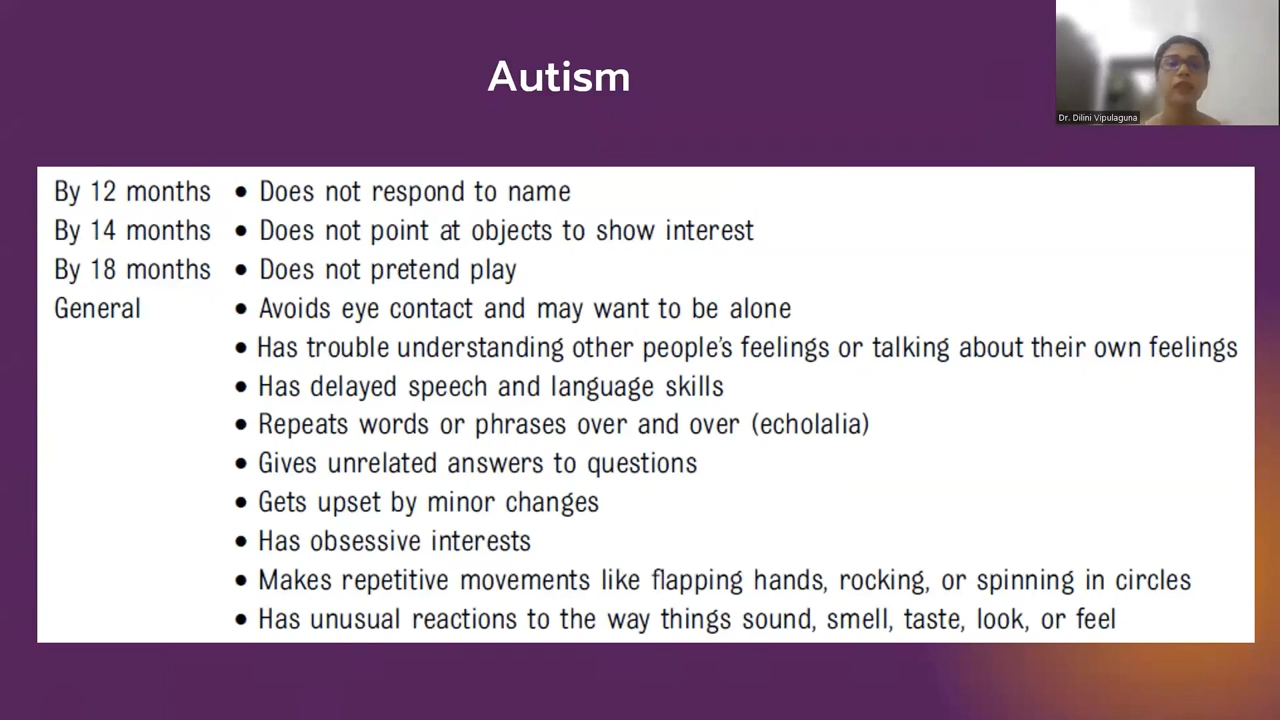 Autism
Dr. Dilini Vipulaguna
By 12 months • Does not respond to name
By 14 months • Does not point at objects to show interest
By 18 months • Does not pretend play
General • Avoids eye contact and may want to be alone
• Has trouble understanding other people's feelings or talking about their own feelings
• Has delayed speech and language skills
• Repeats words or phrases over and over (echolalia)
• Gives unrelated answers to questions
• Gets upset by minor changes
• Has obsessive interests
• Makes repetitive movements like flapping hands, rocking, or spinning in circles
• Has unusual reactions to the way things sound, smell, taste, look, or feel